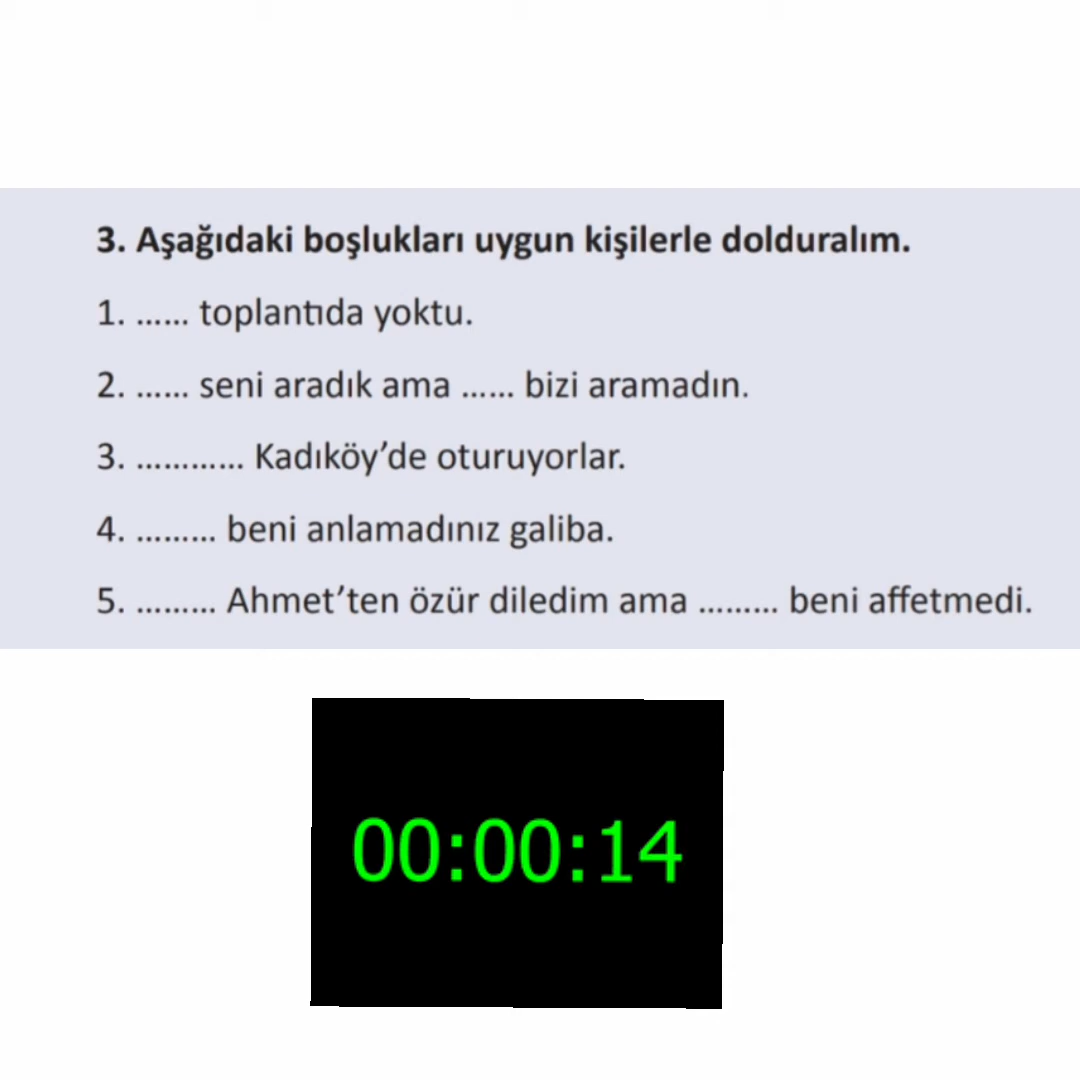 3. Aşağıdaki boşlukları uygun kişilerle dolduralım.
1. ...... toplantıda yoktu.
2. ...... seni aradık ama ...... bizi aramadın.
3. ............ Kadıköy’de oturuyorlar.
4. ......... beni anlamadınız galiba.
5. ......... Ahmet’ten özür diledim ama ......... beni affetmedi.
00:00:14